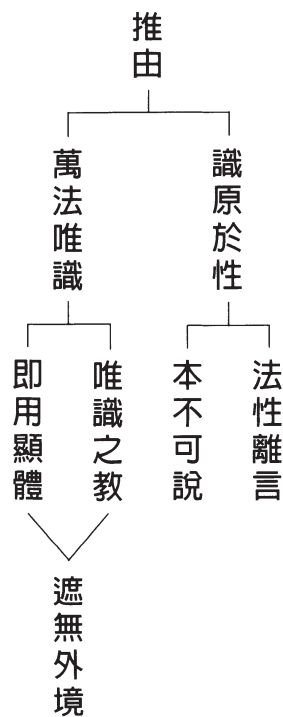 推由
識原於性
萬法唯識
法性離言
本不可說
唯識之教
即用顯體
遮無外境